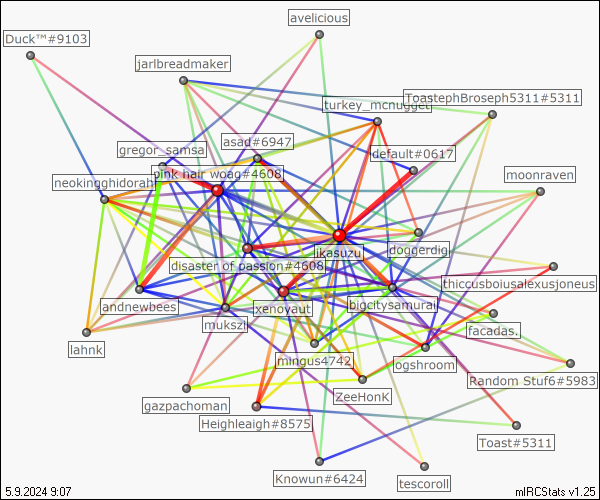 avelicious
Duck™#9103
jarlbreadmaker
turkey_mcnugget
ToastephBroseph5311#5311
asad#6947
gregor_samsa
default#0617
pink hair woag#4608
moonraven
neokingghidorah
ikasuzu
doggerdig
disaster of passion#4608
thiccusboiusalexusjoneus
andnewbees
xenoyaut
bigcitysamurai
mukszi
facadas.
lahnk
mingus4742
ogshroom
Random Stuf6#5983
ZeeHonK
gazpachoman
Heighleaigh#8575
Toast#5311
Knowun#6424
tescoroll
5.9.2024 9:07
mIRCStats v1.25